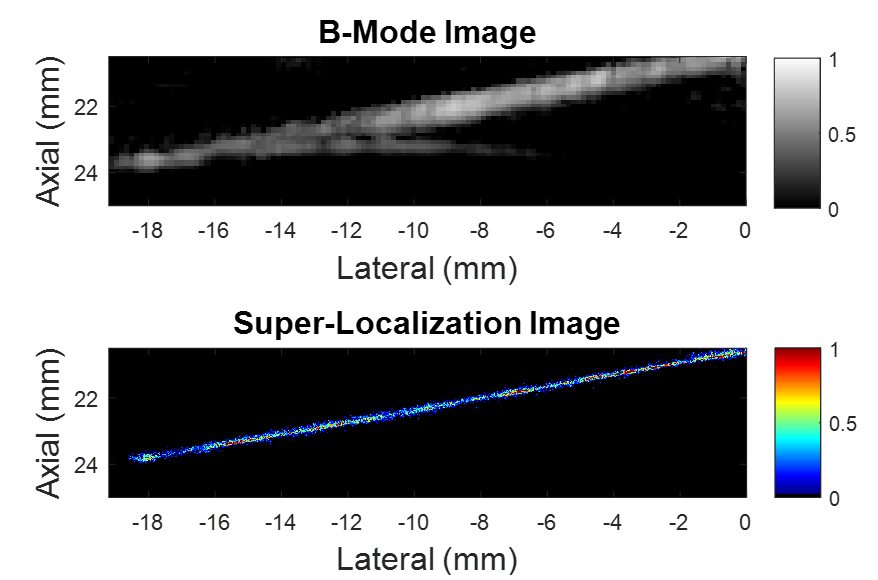 B-Mode Image
Axial (mm)
22
24
-18 -16 -14 -12 -10 -8 -6 -4 -2 0
Lateral (mm)
1
0.5
0
Super-Localization Image
Axial (mm)
22
24
-18 -16 -14 -12 -10 -8 -6 -4 -2 0
Lateral (mm)
1
0.5
0